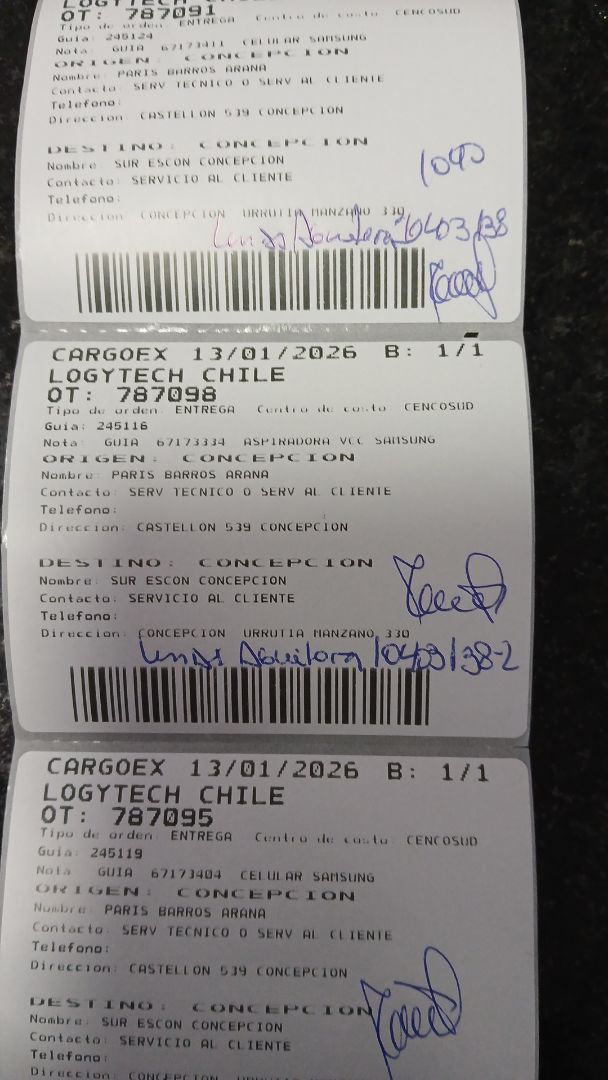 LOGYTECH
OT: 787091
Tipo de orden: ENTREGA Centro de costo: CENCOSUD
Guia: 245124
Nota: GUIA 67173411 CELULAR SAMSUNG
ORIGEN: CONCEPCION
Nombre: PARIS BARROS ARANA
Contacto: SERV TECNICO O SERV AL CLIENTE
Telefono:
Direccion: CASTELLON 539 CONCEPCION
DESTINO: CONCEPCION
Nombre: SUR ESCON CONCEPCION
1040
Contacto: SERVICIO AL CLIENTE
Telefono:
Direccion: CONCEPCION URRUTIA MANZANO 330
CARGOEX 13/01/2026 B: 1/1
LOGYTECH CHILE
OT: 787098
Tipo de orden: ENTREGA Centro de costo: CENCOSUD
Guia: 245116
Nota: GUIA 67173334 ASPIRADORA VCC SAMSUNG
ORIGEN: CONCEPCION
Nombre: PARIS BARROS ARANA
Contacto: SERV TECNICO O SERV AL CLIENTE
Telefono:
Direccion: CASTELLON 539 CONCEPCION
DESTINO: CONCEPCION
Nombre: SUR ESCON CONCEPCION
Contacto: SERVICIO AL CLIENTE
Telefono:
Direccion: CONCEPCION URRUTIA MANZANO 330
CARGOEX 13/01/2026 B: 1/1
LOGYTECH CHILE
OT: 787095
Tipo de orden: ENTREGA Centro de costo: CENCOSUD
Guia: 245119
Nota: GUIA 67173404 CELULAR SAMSUNG
ORIGEN: CONCEPCION
Nombre: PARIS BARROS ARANA
Contacto: SERV TECNICO O SERV AL CLIENTE
Telefono:
Direccion: CASTELLON 539 CONCEPCION
DESTINO: CONCEPCION
Nombre: SUR ESCON CONCEPCION
Contacto: SERVICIO AL CLIENTE
Telefono:
Direccion: CONCEPCION URRUTIA MANZANO 330